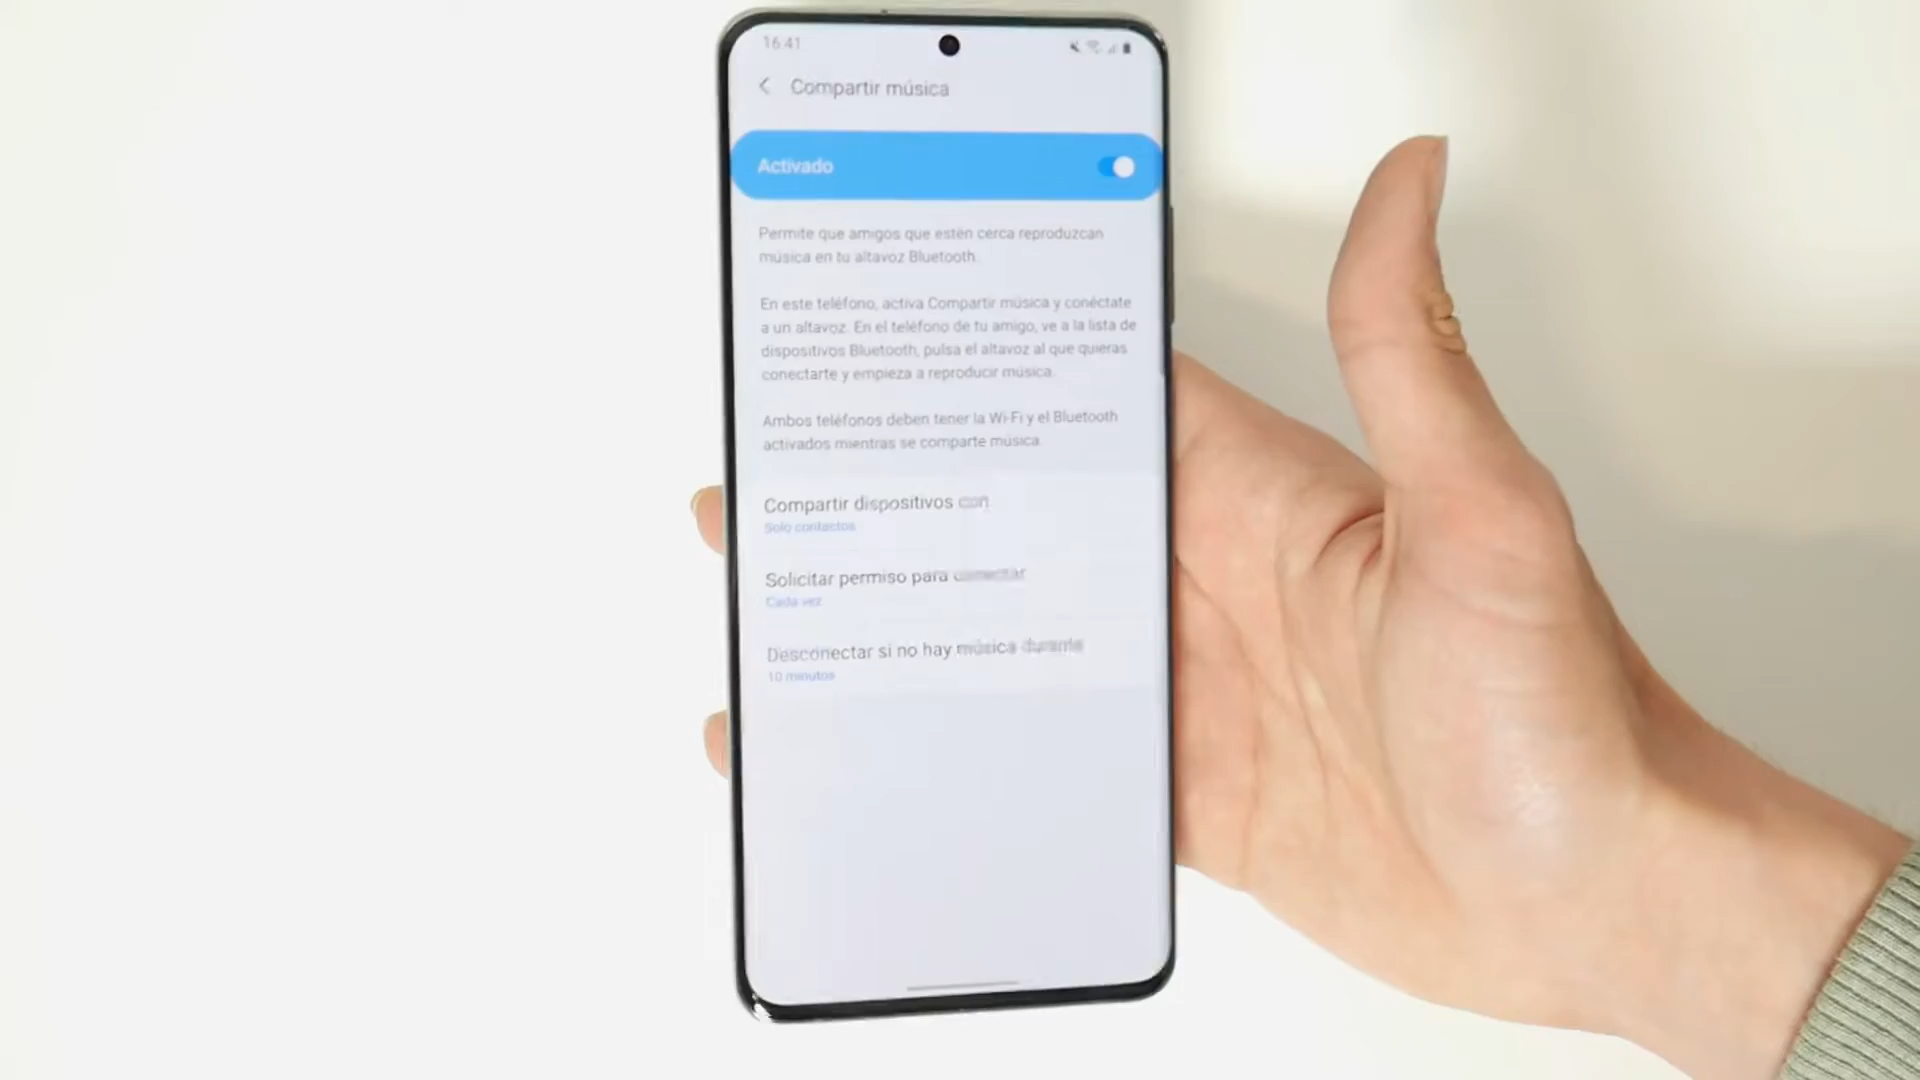 16:41
Compartir música
Activado
Permite que amigos que estén cerca reproduzcan
música en tu altavoz Bluetooth.
En este teléfono, activa Compartir música y conéctate
a un altavoz. En el teléfono de tu amigo, ve a la lista de
dispositivos Bluetooth, pulsa el altavoz al que quieras
conectarte y empieza a reproducir música.
Ambos teléfonos deben tener la Wi-Fi y el Bluetooth
activados mientras se comparte música.
Compartir dispositivos con
Solo contactos
Solicitar permiso para conectar
Cada vez
Desconectar si no hay música durante
10 minutos